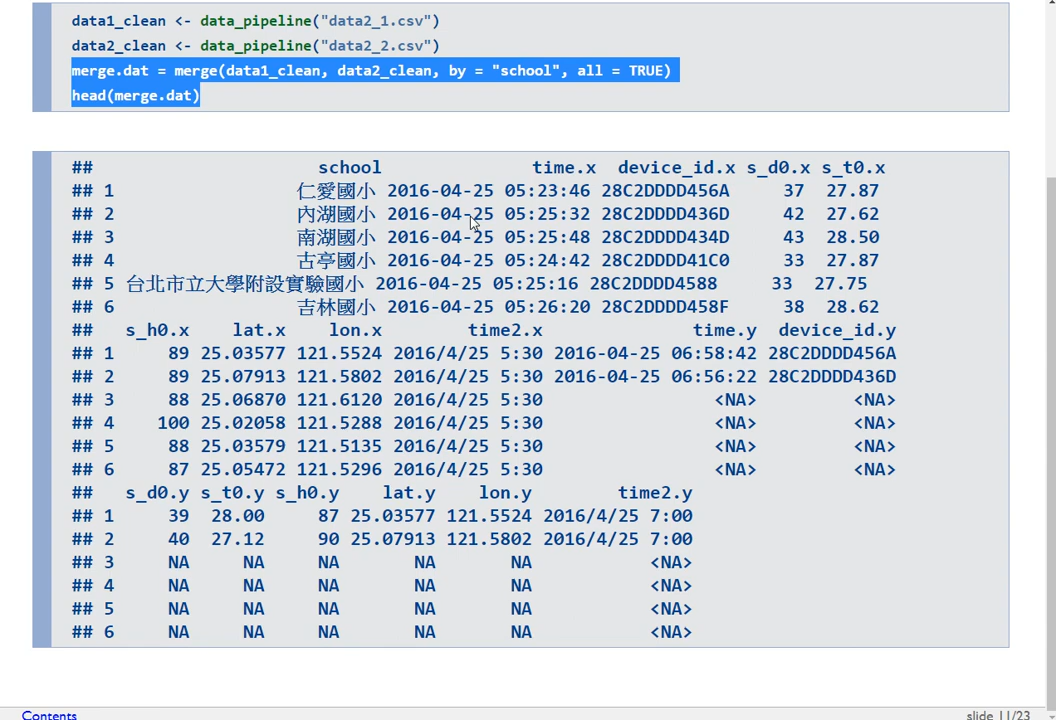 data1_clean <- data_pipeline("data2_1.csv")
data2_clean <- data_pipeline("data2_2.csv")
merge.dat = merge(data1_clean, data2_clean, by = "school", all = TRUE)
head(merge.dat)
## school time.x device_id.x s_d0.x s_t0.x
## 1 仁愛國小 2016-04-25 05:23:46 28C2DDDD456A 37 27.87
## 2 內湖國小 2016-04-25 05:25:32 28C2DDDD436D 42 27.62
## 3 南湖國小 2016-04-25 05:25:48 28C2DDDD434D 43 28.50
## 4 古亭國小 2016-04-25 05:24:42 28C2DDDD41C0 33 27.87
## 5 台北市立大學附設實驗國小 2016-04-25 05:25:16 28C2DDDD4588 33 27.75
## 6 吉林國小 2016-04-25 05:26:20 28C2DDDD458F 38 28.62
## s_h0.x lat.x lon.x time2.x time.y device_id.y
## 1 89 25.03577 121.5524 2016/4/25 5:30 2016-04-25 06:58:42 28C2DDDD456A
## 2 89 25.07913 121.5802 2016/4/25 5:30 2016-04-25 06:56:22 28C2DDDD436D
## 3 88 25.06870 121.6120 2016/4/25 5:30 <NA> <NA>
## 4 100 25.02058 121.5288 2016/4/25 5:30 <NA> <NA>
## 5 88 25.03579 121.5135 2016/4/25 5:30 <NA> <NA>
## 6 87 25.05472 121.5296 2016/4/25 5:30 <NA> <NA>
## s_d0.y s_t0.y s_h0.y lat.y lon.y time2.y
## 1 39 28.00 87 25.03577 121.5524 2016/4/25 7:00
## 2 40 27.12 90 25.07913 121.5802 2016/4/25 7:00
## 3 NA NA NA NA NA <NA>
## 4 NA NA NA NA NA <NA>
## 5 NA NA NA NA NA <NA>
## 6 NA NA NA NA NA <NA>
Contents slide 11/23